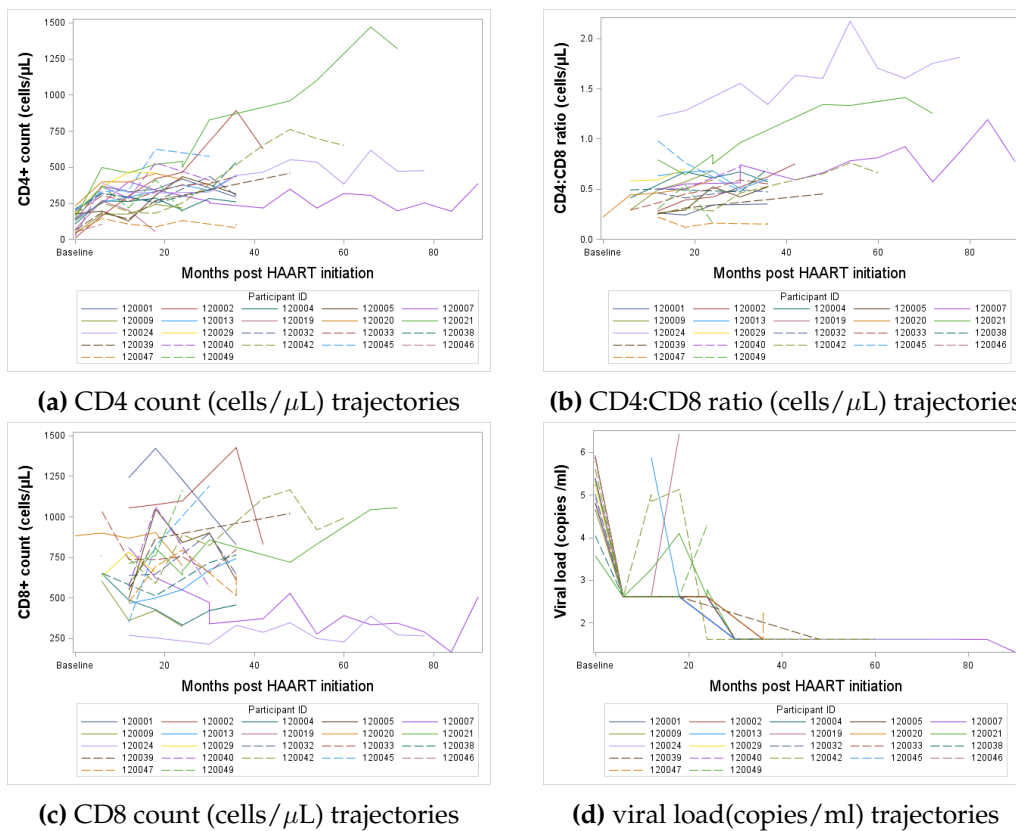 1500
1250
1000
750
500
250
0
CD4+ count (cells/µL)
Baseline 20 40 60 80
Months post HAART initiation
Participant ID
120001 120002 120004 120005 120007
120009 120013 120019 120020 120021
120024 120029 120032 120033 120038
120039 120040 120042 120045 120046
120047 120049
(a) CD4 count (cells/μL) trajectories
2.0
1.5
1.0
0.5
0.0
CD4:CD8 ratio (cells/µL)
Baseline 20 40 60 80
Months post HAART initiation
Participant ID
120001 120002 120004 120005 120007
120009 120013 120019 120020 120021
120024 120029 120032 120033 120038
120039 120040 120042 120045 120046
120047 120049
(b) CD4:CD8 ratio (cells/μL) trajectories
1500
1250
1000
750
500
250
CD8+ count (cells/µL)
Baseline 20 40 60 80
Months post HAART initiation
Participant ID
120001 120002 120004 120005 120007
120009 120013 120019 120020 120021
120024 120029 120032 120033 120038
120039 120040 120042 120045 120046
120047 120049
(c) CD8 count (cells/μL) trajectories
6
5
4
3
2
Viral load (copies /ml)
Baseline 20 40 60 80
Months post HAART initiation
Participant ID
120001 120002 120004 120005 120007
120009 120013 120019 120020 120021
120024 120029 120032 120033 120038
120039 120040 120042 120045 120046
120047 120049
(d) viral load(copies/ml) trajectories